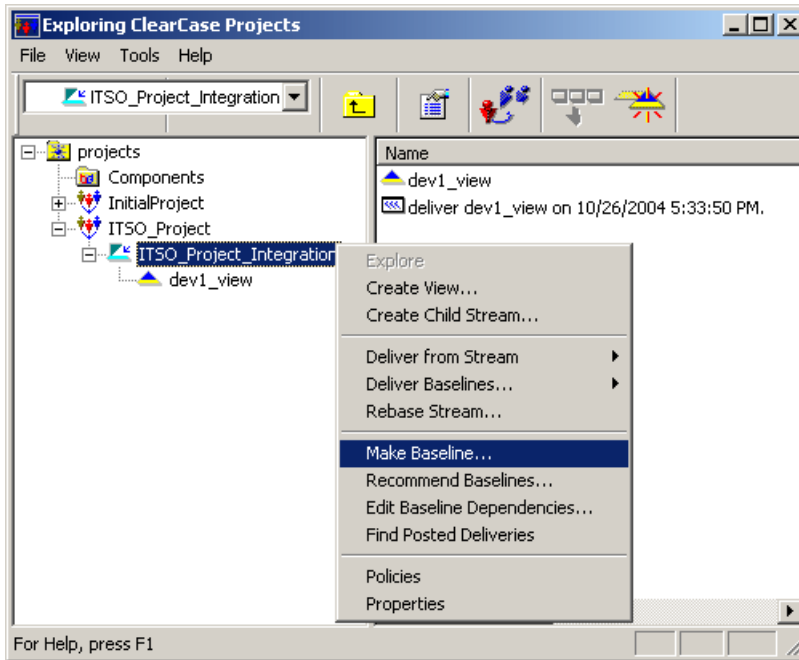 Exploring ClearCase Projects
File View Tools Help
ITSO_Project_Integration
projects
Components
InitialProject
ITSO_Project
ITSO_Project_Integration
dev1_view
Name
dev1_view
deliver dev1_view on 10/26/2004 5:33:50 PM.
Explore
Create View...
Create Child Stream...
Deliver from Stream
Deliver Baselines...
Rebase Stream...
Make Baseline...
Recommend Baselines...
Edit Baseline Dependencies...
Find Posted Deliveries
Policies
Properties
For Help, press F1